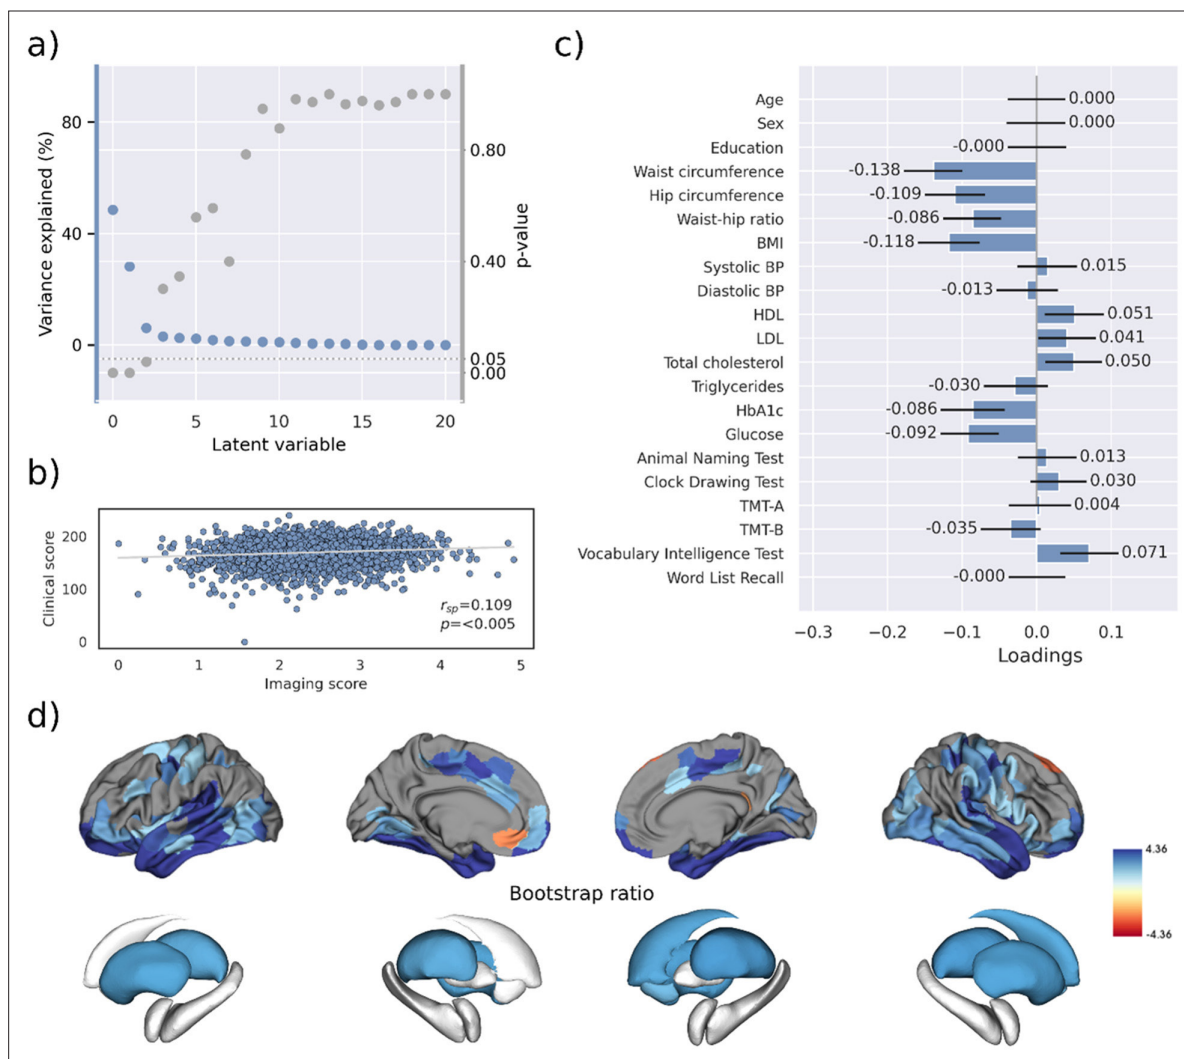 a)
Variance explained (%)
80
40
0
0.80
0.40
0.05
0.00
p-value
0
5
10
15
20
Latent variable
b)
Clinical score
200
100
0
r_sp=0.109
p=<0.005
0
1
2
3
4
5
Imaging score
c)
Age
0.000
Sex
0.000
Education
-0.000
Waist circumference
-0.138
Hip circumference
-0.109
Waist-hip ratio
-0.086
BMI
-0.118
Systolic BP
0.015
Diastolic BP
-0.013
HDL
0.051
LDL
0.041
Total cholesterol
0.050
Triglycerides
-0.030
HbA1c
-0.086
Glucose
-0.092
Animal Naming Test
0.013
Clock Drawing Test
0.030
TMT-A
0.004
TMT-B
-0.035
Vocabulary Intelligence Test
0.071
Word List Recall
-0.000
−0.3
−0.2
−0.1
0.0
0.1
Loadings
d)
Bootstrap ratio
4.36
-4.36